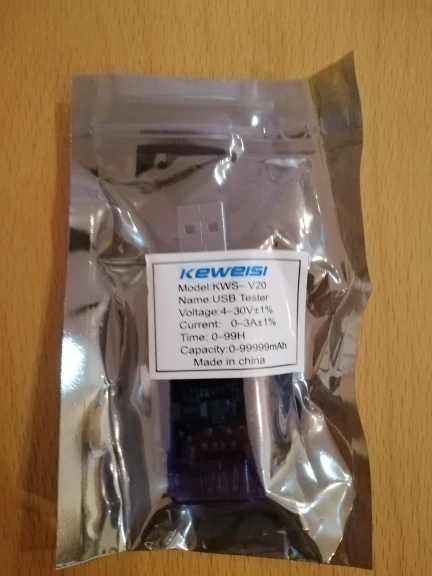 KEWEISI
Model:KWS- V20
Name:USB Tester
Voltage:4-30V±1%
Current: 0-3A±1%
Time: 0-99H
Capacity:0-99999mAh
Made in china